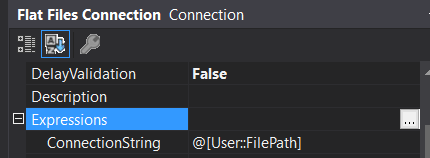 Flat Files Connection Connection
DelayValidation False
Description
Expressions ...
ConnectionString @[User::FilePath]